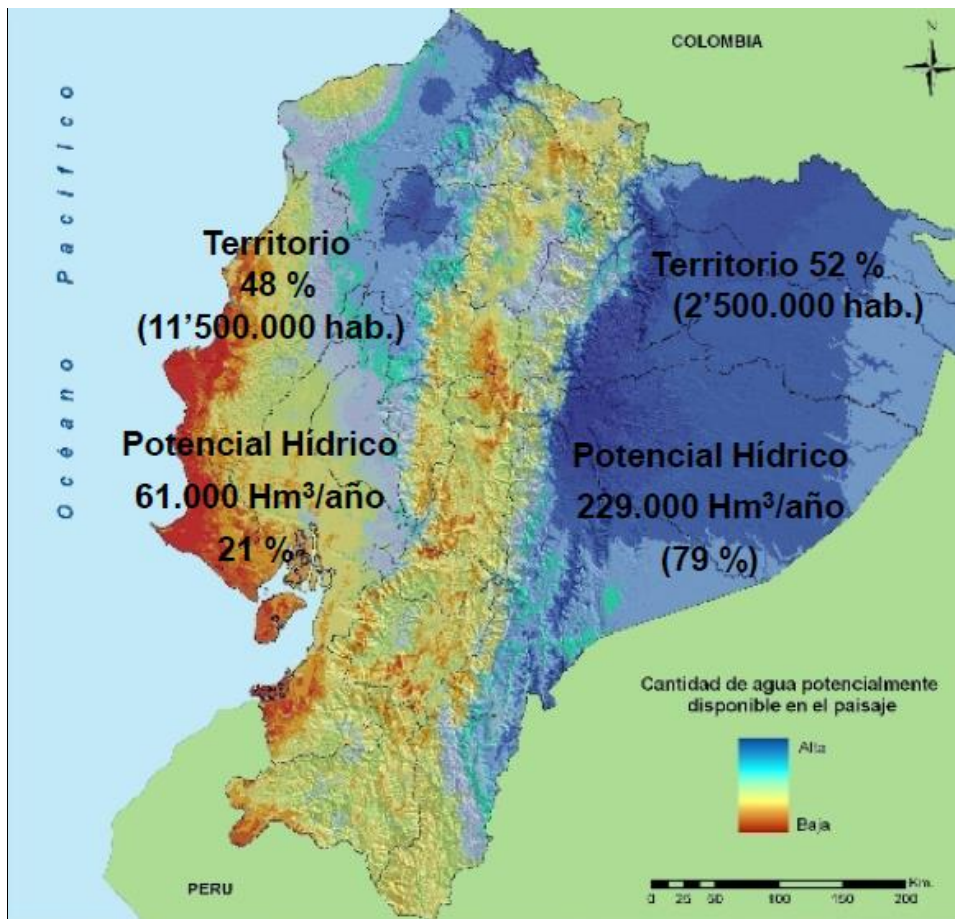 COLOMBIA
N
Océano Pacífico
Territorio
48 %
(11’500.000 hab.)
Territorio 52 %
(2’500.000 hab.)
Potencial Hídrico
61.000 Hm³/año
21 %
Potencial Hídrico
229.000 Hm³/año
(79 %)
Cantidad de agua potencialmente
disponible en el paisaje
Alta
Baja
PERU
Km.
0 25 50 100 150 200